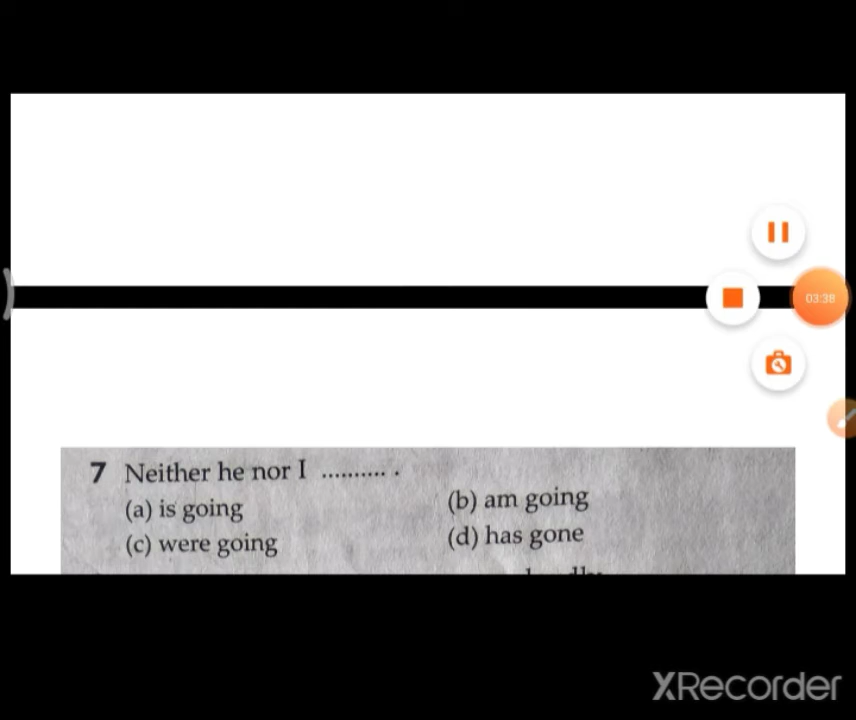 03:38
7 Neither he nor I .......... .
(a) is going (b) am going
(c) were going (d) has gone
XRecorder